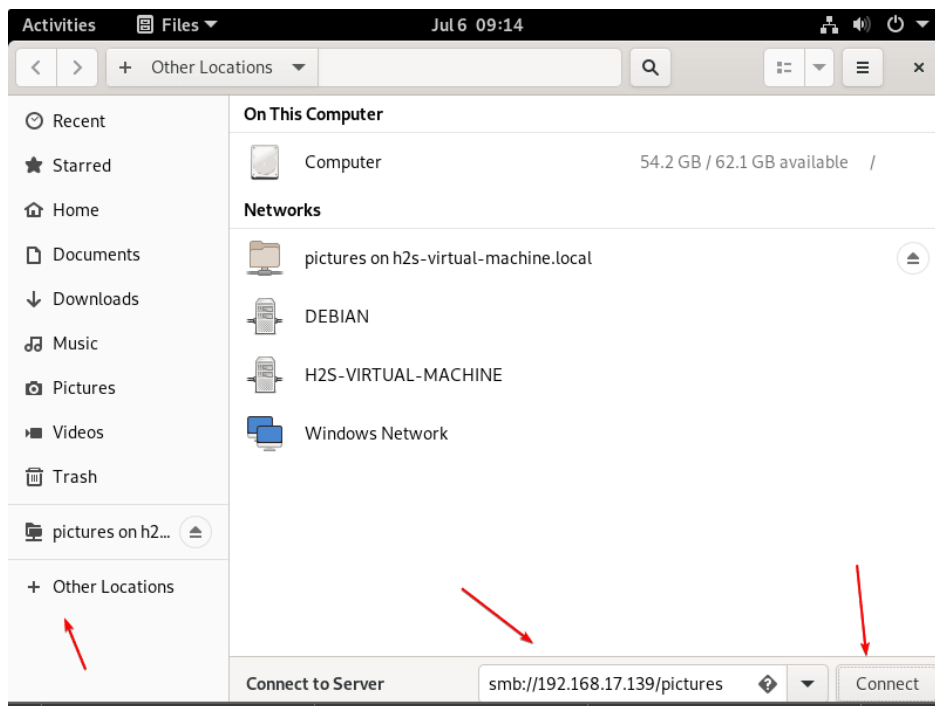 Activities Files Jul 6 09:14
+ Other Locations
Recent
Starred
Home
Documents
Downloads
Music
Pictures
Videos
Trash
pictures on h2...
+ Other Locations
On This Computer
Computer 54.2 GB / 62.1 GB available /
Networks
pictures on h2s-virtual-machine.local
DEBIAN
H2S-VIRTUAL-MACHINE
Windows Network
Connect to Server smb://192.168.17.139/pictures Connect